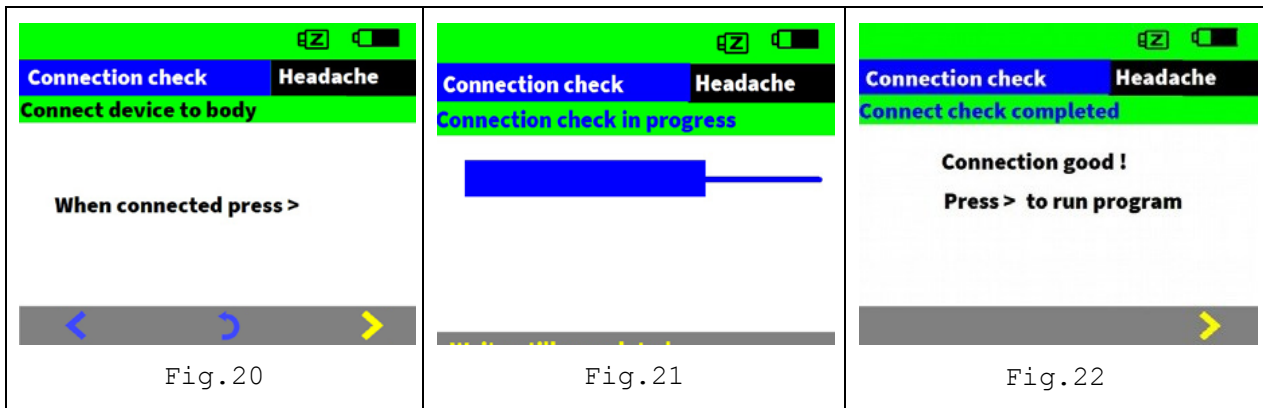 Z
Connection check Headache
Connect device to body
When connected press >
Fig.20
Z
Connection check Headache
Connection check in progress
Fig.21
Z
Connection check Headache
Connect check completed
Connection good !
Press > to run program
Fig.22